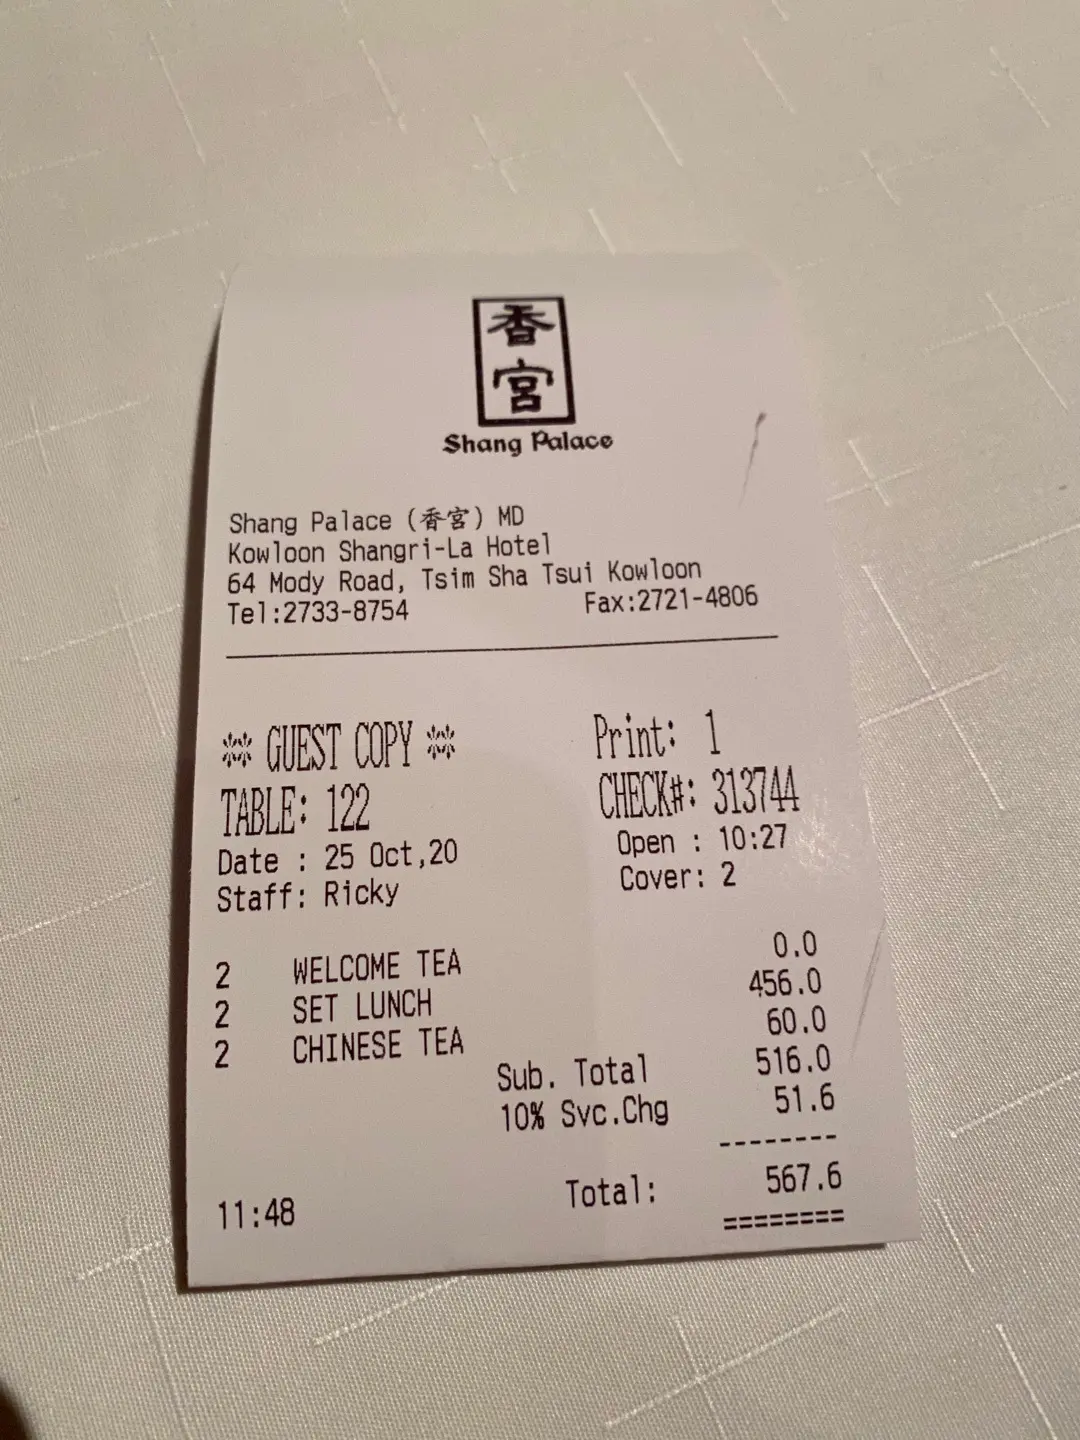 香
宮
Shang Palace
Shang Palace (香宮) MD
Kowloon Shangri-La Hotel
64 Mody Road, Tsim Sha Tsui Kowloon
Tel:2733-8754 Fax:2721-4806
** GUEST COPY ** Print: 1
TABLE: 122 CHECK#: 313744
Date : 25 Oct,20 Open : 10:27
Staff: Ricky Cover: 2
2 WELCOME TEA 0.0
2 SET LUNCH 456.0
2 CHINESE TEA 60.0
Sub. Total 516.0
10% Svc.Chg 51.6
--------
Total: 567.6
11:48 ========